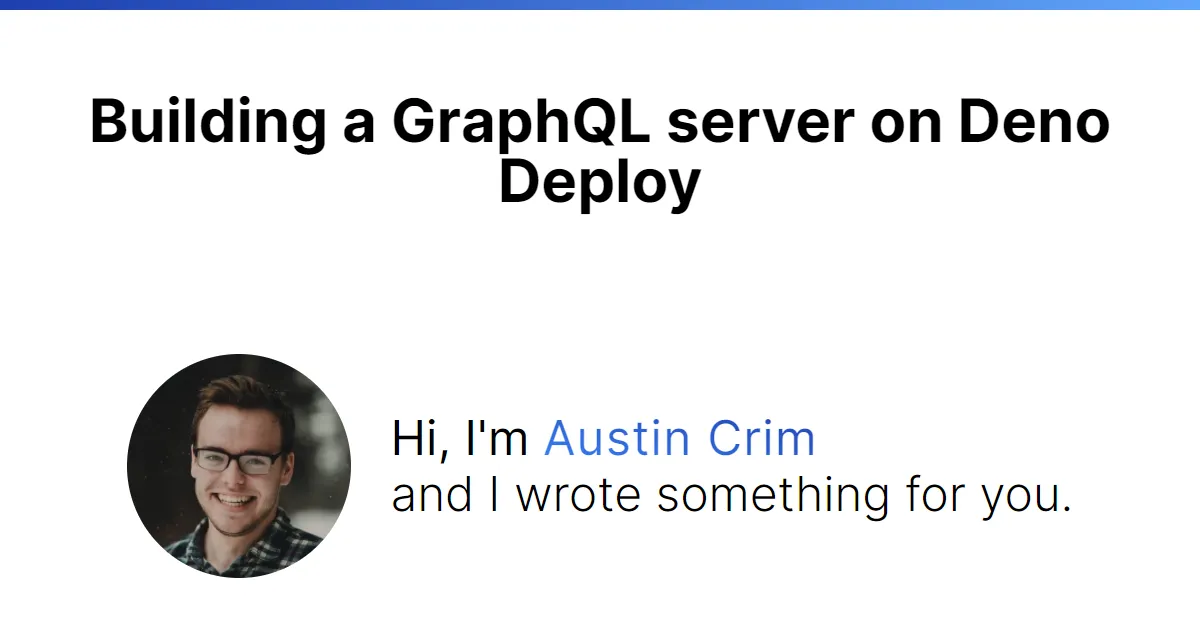 Building a GraphQL server on Deno
Deploy
Hi, I'm Austin Crim
and I wrote something for you.